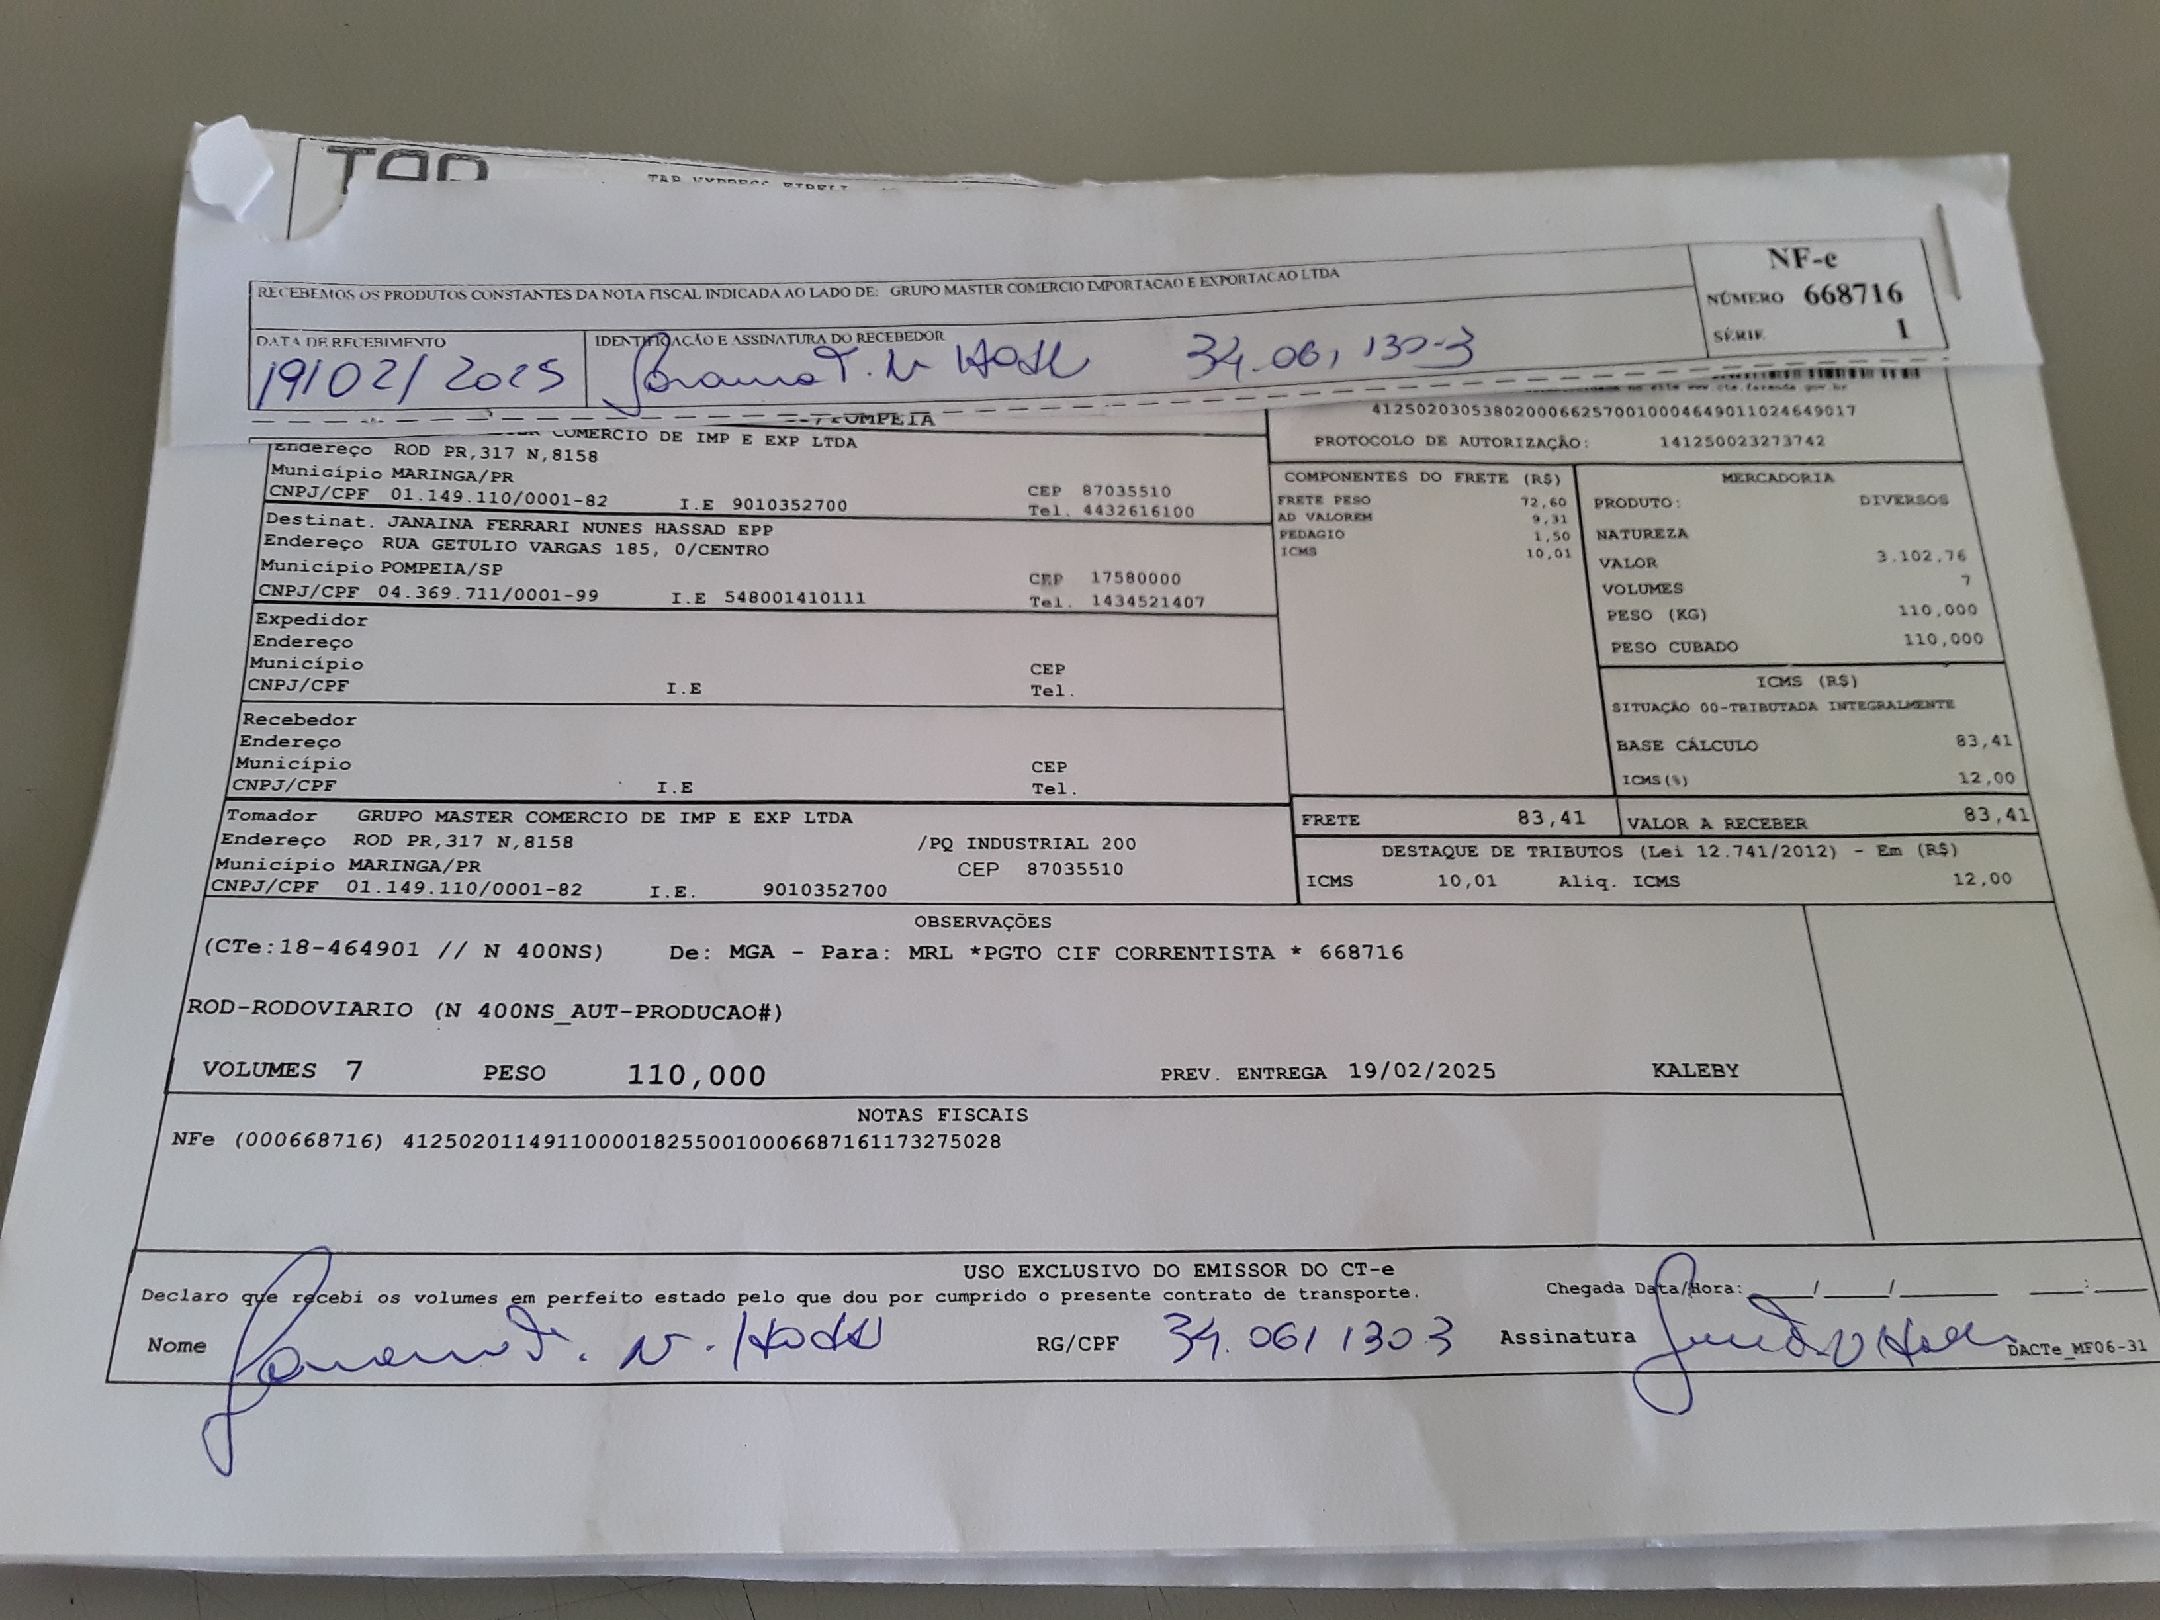 RECEBEMOS OS PRODUTOS CONSTANTES DA NOTA FISCAL INDICADA AO LADO DE: GRUPO MASTER COMERCIO IMPORTACAO E EXPORTACAO LTDA
NF-e
NÚMERO 668716
SÉRIE 1
DATA DE RECEBIMENTO
19/02/2025
IDENTIFICAÇÃO E ASSINATURA DO RECEBEDOR
34.061.130-3
41250203053802000662570010004649011024649017
PROTOCOLO DE AUTORIZAÇÃO: 141250023273742
COMERCIO DE IMP E EXP LTDA
Endereço ROD PR,317 N,8158
Município MARINGA/PR CEP 87035510
CNPJ/CPF 01.149.110/0001-82 I.E 9010352700 Tel. 4432616100
Destinat. JANAINA FERRARI NUNES HASSAD EPP
Endereço RUA GETULIO VARGAS 185, 0/CENTRO
Município POMPEIA/SP CEP 17580000
CNPJ/CPF 04.369.711/0001-99 I.E 548001410111 Tel. 1434521407
Expedidor
Endereço
Município CEP
CNPJ/CPF I.E Tel.
Recebedor
Endereço
Município CEP
CNPJ/CPF I.E Tel.
Tomador GRUPO MASTER COMERCIO DE IMP E EXP LTDA
Endereço ROD PR,317 N,8158 /PQ INDUSTRIAL 200
Município MARINGA/PR CEP 87035510
CNPJ/CPF 01.149.110/0001-82 I.E. 9010352700
COMPONENTES DO FRETE (R$)
FRETE PESO 72,60
AD VALOREM 9,31
PEDAGIO 1,50
ICMS 10,01
MERCADORIA
PRODUTO: DIVERSOS
NATUREZA
VALOR 3.102,76
VOLUMES 7
PESO (KG) 110,000
PESO CUBADO 110,000
ICMS (R$)
SITUAÇÃO 00-TRIBUTADA INTEGRALMENTE
BASE CÁLCULO 83,41
ICMS(%) 12,00
FRETE 83,41 VALOR A RECEBER 83,41
DESTAQUE DE TRIBUTOS (Lei 12.741/2012) - Em (R$)
ICMS 10,01 Aliq. ICMS 12,00
OBSERVAÇÕES
(CTe:18-464901 // N 400NS) De: MGA - Para: MRL *PGTO CIF CORRENTISTA * 668716
ROD-RODOVIARIO (N 400NS_AUT-PRODUCAO#)
VOLUMES 7 PESO 110,000 PREV. ENTREGA 19/02/2025 KALEBY
NOTAS FISCAIS
NFe (000668716) 41250201149110000182550010006687161173275028
USO EXCLUSIVO DO EMISSOR DO CT-e
Declaro que recebi os volumes em perfeito estado pelo que dou por cumprido o presente contrato de transporte. Chegada Data/Hora: ___/___/_____ ___:___
Nome RG/CPF 34.061 130 3 Assinatura DACTe_MF06-31